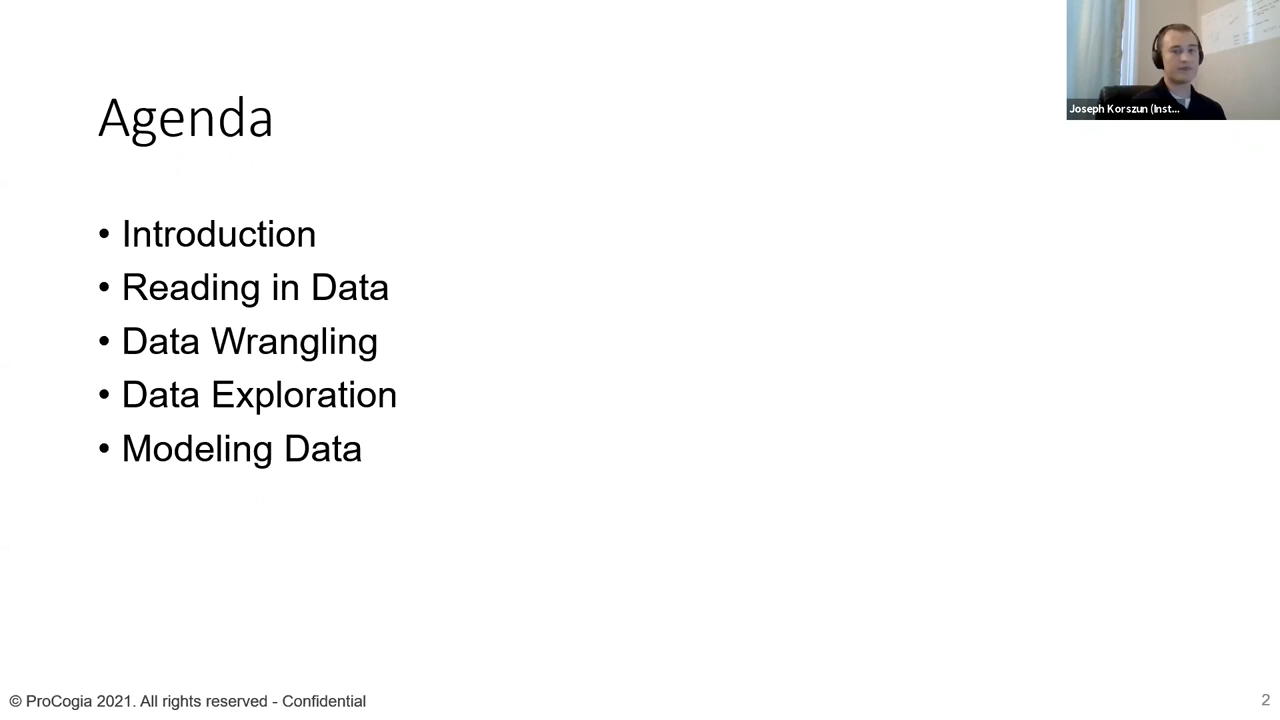 Agenda
Joseph Korszun (Inst...
• Introduction
• Reading in Data
• Data Wrangling
• Data Exploration
• Modeling Data
© ProCogia 2021. All rights reserved - Confidential
2